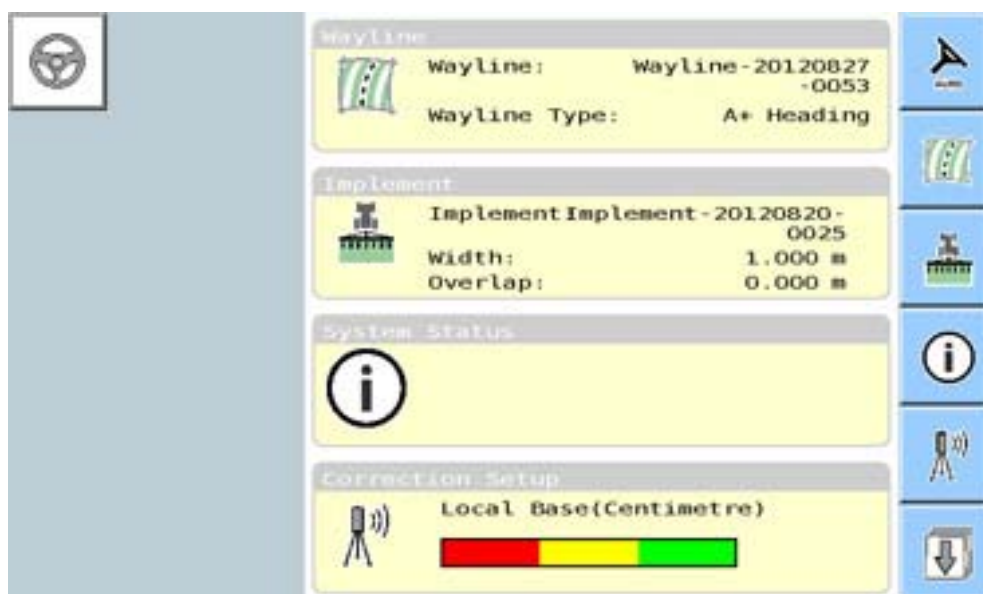 Wayline
Wayline: Wayline-20120827
-0053
Wayline Type: A+ Heading
Implement
Implement Implement-20120820-
0025
Width: 1.000 m
Overlap: 0.000 m
System Status
Correction Setup
Local Base(Centimetre)
AUTO